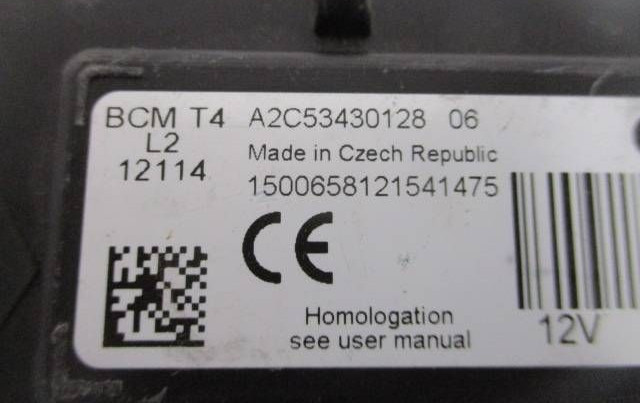 BCM T4 A2C53430128 06
L2
12114
Made in Czech Republic
1500658121541475
CE
Homologation
see user manual
12V